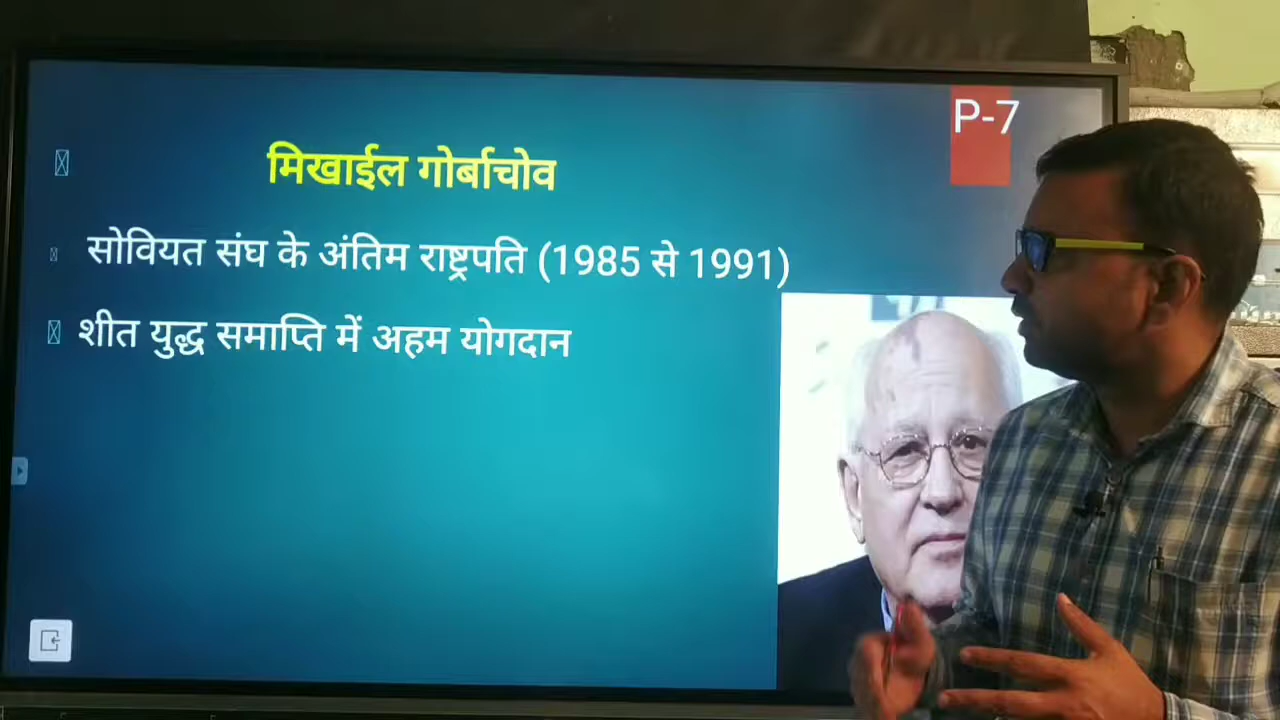 P-7
मिखाईल गोर्बाचोव
सोवियत संघ के अंतिम राष्ट्रपति (1985 से 1991)
शीत युद्ध समाप्ति में अहम योगदान